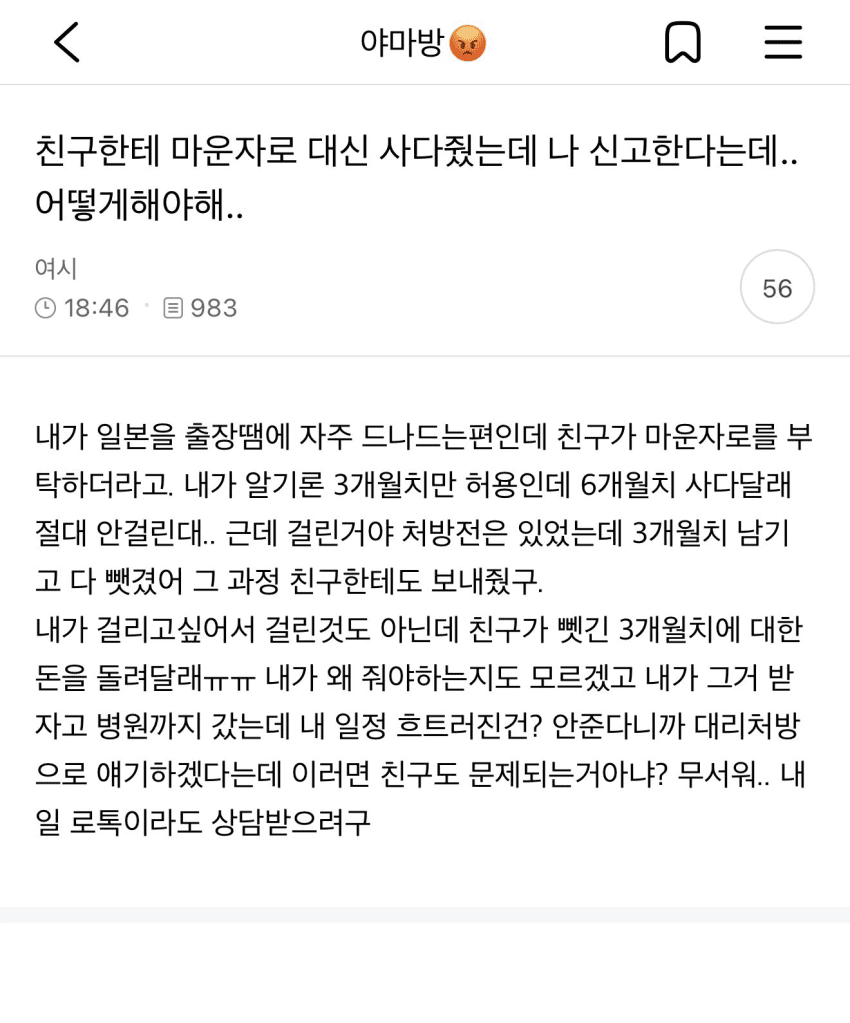 야마방😡
친구한테 마운자로 대신 사다줬는데 나 신고한다는데..
어떻게해야해..
여시
18:46 · 983
56
내가 일본을 출장땜에 자주 드나드는편인데 친구가 마운자로를 부
탁하더라고. 내가 알기론 3개월치만 허용인데 6개월치 사다달래
절대 안걸린대.. 근데 걸린거야 처방전은 있었는데 3개월치 남기
고 다 뺏겼어 그 과정 친구한테도 보내줬구.
내가 걸리고싶어서 걸린것도 아닌데 친구가 뺏긴 3개월치에 대한
돈을 돌려달래ㅠㅠ 내가 왜 줘야하는지도 모르겠고 내가 그거 받
자고 병원까지 갔는데 내 일정 흐트러진건? 안준다니까 대리처방
으로 얘기하겠다는데 이러면 친구도 문제되는거아냐? 무서워.. 내
일 로톡이라도 상담받으려구